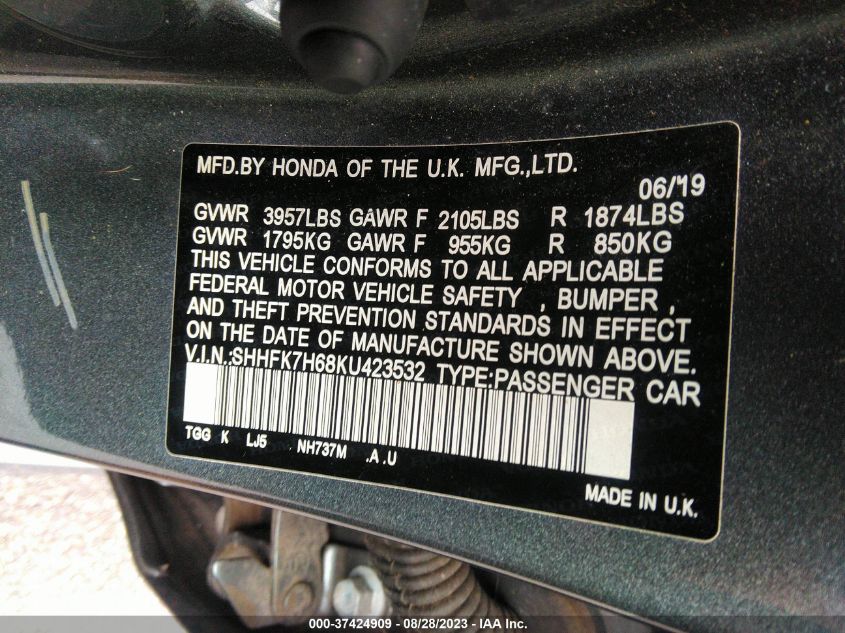 MFD.BY HONDA OF THE U.K. MFG.,LTD.
06/19
GVWR 3957LBS GAWR F 2105LBS R 1874LBS
GVWR 1795KG GAWR F 955KG R 850KG
THIS VEHICLE CONFORMS TO ALL APPLICABLE
FEDERAL MOTOR VEHICLE SAFETY , BUMPER ,
AND THEFT PREVENTION STANDARDS IN EFFECT
ON THE DATE OF MANUFACTURE SHOWN ABOVE.
V.I.N.:SHHFK7H68KU423532 TYPE:PASSENGER CAR
TGG K LJ5 NH737M .A.U
MADE IN U.K.
000-37424909 / 08/28/2023 - IAA Inc.